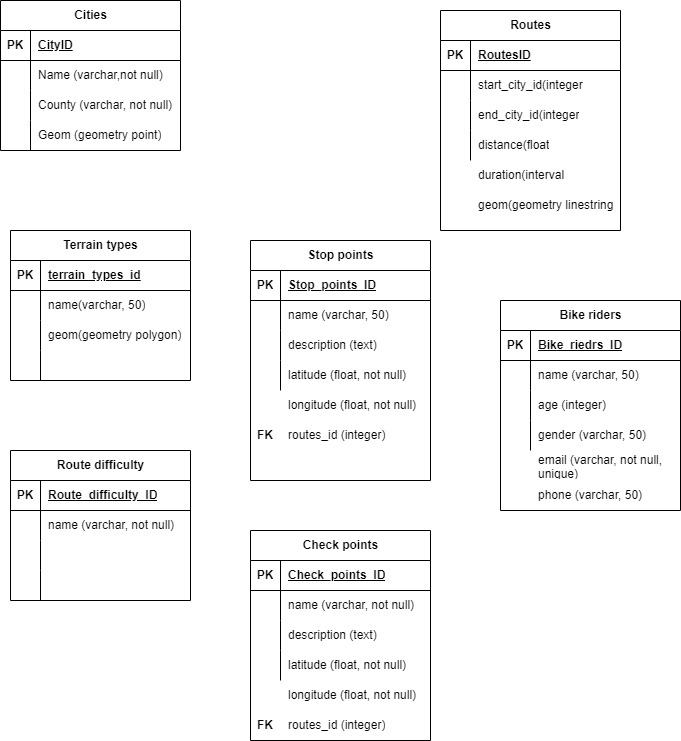 Cities
PK CityID
Name (varchar,not null)
County (varchar, not null)
Geom (geometry point)
Routes
PK RoutesID
start_city_id(integer
end_city_id(integer
distance(float
duration(interval
geom(geometry linestring
Terrain types
PK terrain_types_id
name(varchar, 50)
geom(geometry polygon)
Stop points
PK Stop_points_ID
name (varchar, 50)
description (text)
latitude (float, not null)
longitude (float, not null)
FK routes_id (integer)
Bike riders
PK Bike_riedrs_ID
name (varchar, 50)
age (integer)
gender (varchar, 50)
email (varchar, not null,
unique)
phone (varchar, 50)
Route difficulty
PK Route_difficulty_ID
name (varchar, not null)
Check points
PK Check_points_ID
name (varchar, not null)
description (text)
latitude (float, not null)
longitude (float, not null)
FK routes_id (integer)